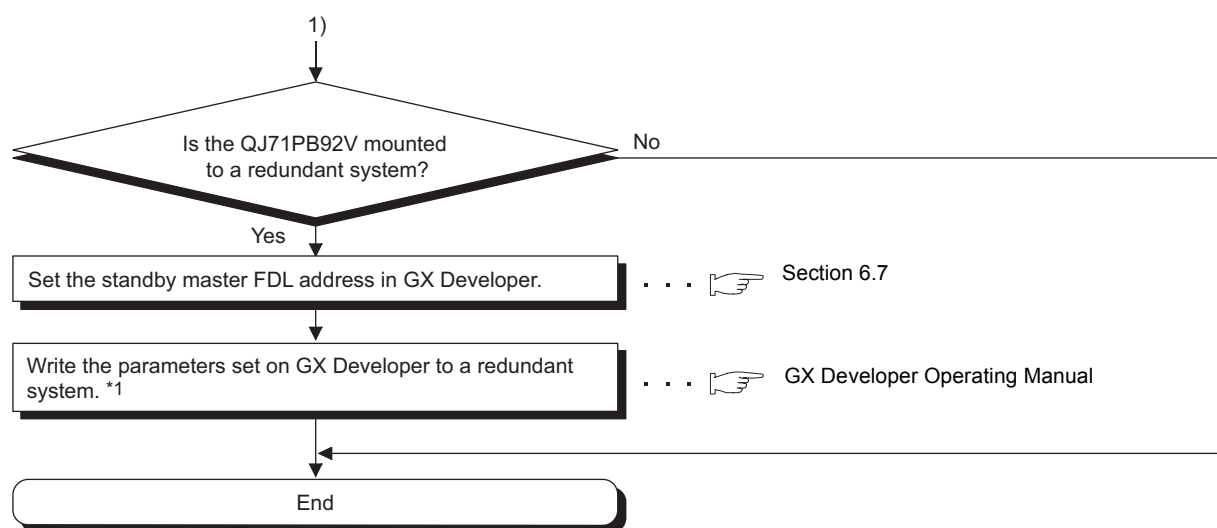 1)
Is the QJ71PB92V mounted
to a redundant system?
No
Yes
Set the standby master FDL address in GX Developer.
Section 6.7
Write the parameters set on GX Developer to a redundant
system. *1
GX Developer Operating Manual
End